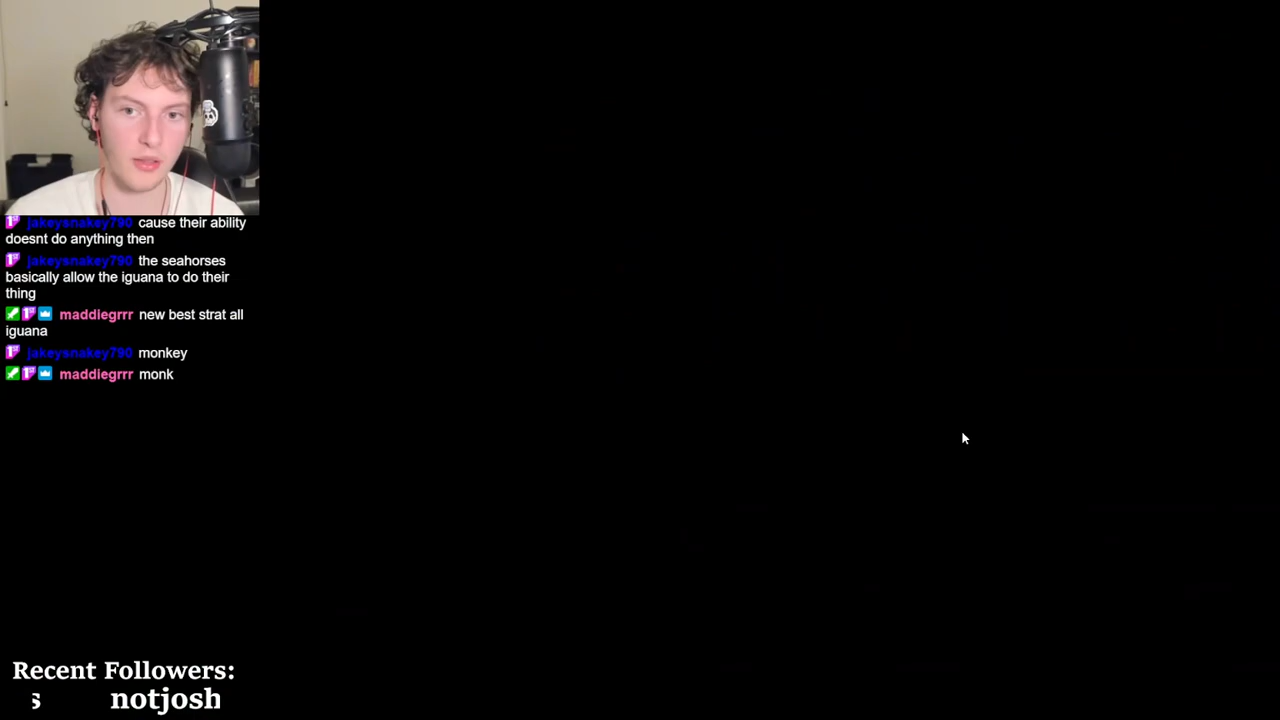 jakeysnakey790 cause their ability
doesnt do anything then
jakeysnakey790 the seahorses
basically allow the iguana to do their
thing
maddiegrrr new best strat all
iguana
jakeysnakey790 monkey
maddiegrrr monk
Recent Followers:
s notjosh